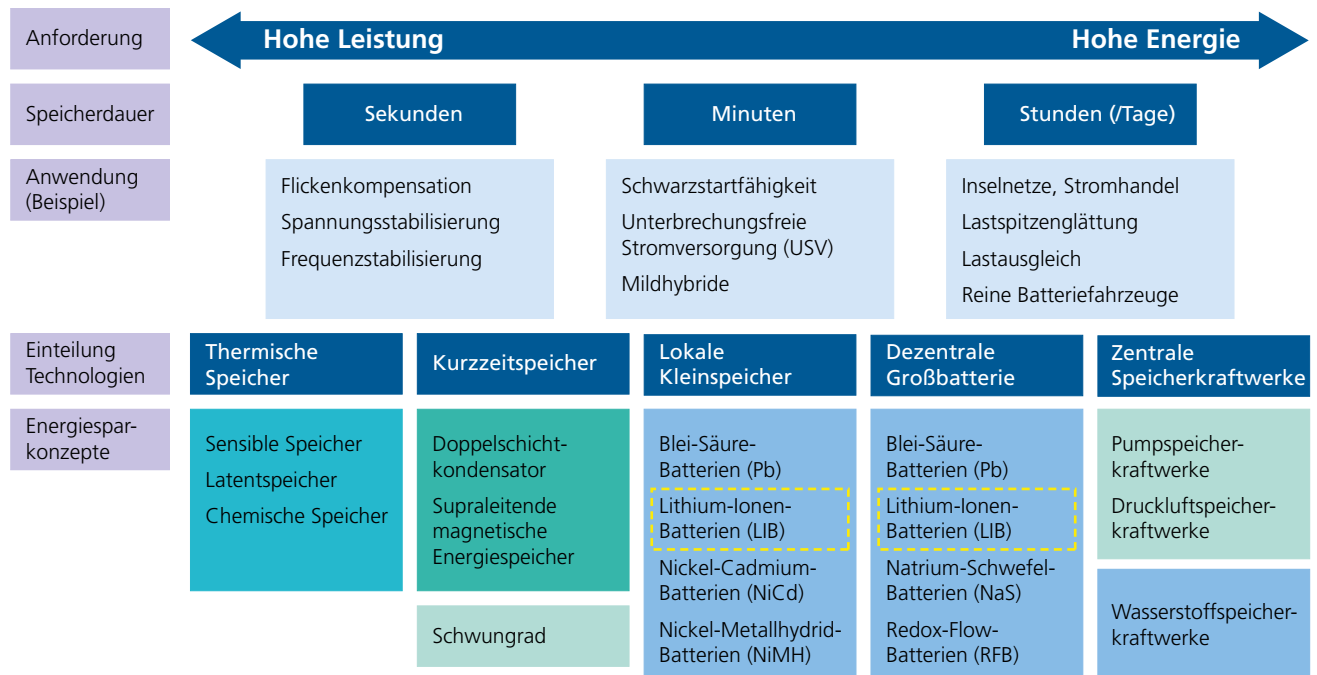 Anforderung
Hohe Leistung
Hohe Energie
Speicherdauer
Sekunden
Minuten
Stunden (/Tage)
Anwendung
(Beispiel)
Flickenkompensation
Spannungsstabilisierung
Frequenzstabilisierung
Schwarzstartfähigkeit
Unterbrechungsfreie
Stromversorgung (USV)
Mildhybride
Inselnetze, Stromhandel
Lastspitzenglättung
Lastausgleich
Reine Batteriefahrzeuge
Einteilung
Technologien
Thermische
Speicher
Kurzzeitspeicher
Lokale
Kleinspeicher
Dezentrale
Großbatterie
Zentrale
Speicherkraftwerke
Energiespar-
konzepte
Sensible Speicher
Latentspeicher
Chemische Speicher
Doppelschicht-
kondensator
Supraleitende
magnetische
Energiespeicher
Schwungrad
Blei-Säure-
Batterien (Pb)
Lithium-Ionen-
Batterien (LIB)
Nickel-Cadmium-
Batterien (NiCd)
Nickel-Metallhydrid-
Batterien (NiMH)
Blei-Säure-
Batterien (Pb)
Lithium-Ionen-
Batterien (LIB)
Natrium-Schwefel-
Batterien (NaS)
Redox-Flow-
Batterien (RFB)
Pumpspeicher-
kraftwerke
Druckluftspeicher-
kraftwerke
Wasserstoffspeicher-
kraftwerke